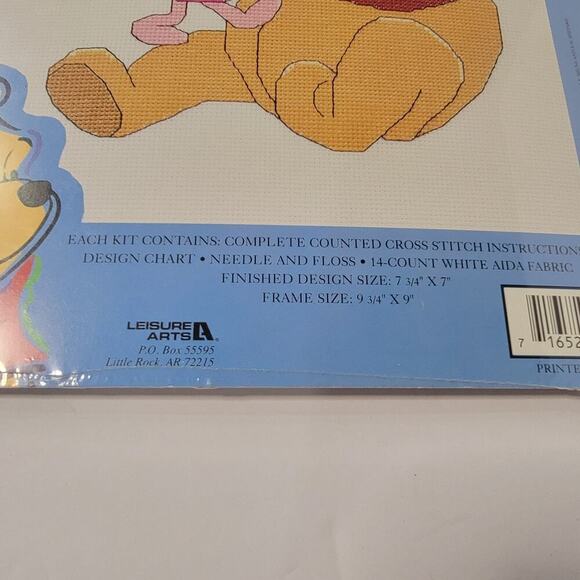 EACH KIT CONTAINS: COMPLETE COUNTED CROSS STITCH INSTRUCTIONS
DESIGN CHART • NEEDLE AND FLOSS • 14-COUNT WHITE AIDA FABRIC
FINISHED DESIGN SIZE: 7 3/4" X 7"
FRAME SIZE: 9 3/4" X 9"
LEISURE
ARTS
P.O. Box 55595
Little Rock, AR 72215
7 1652
PRINTE